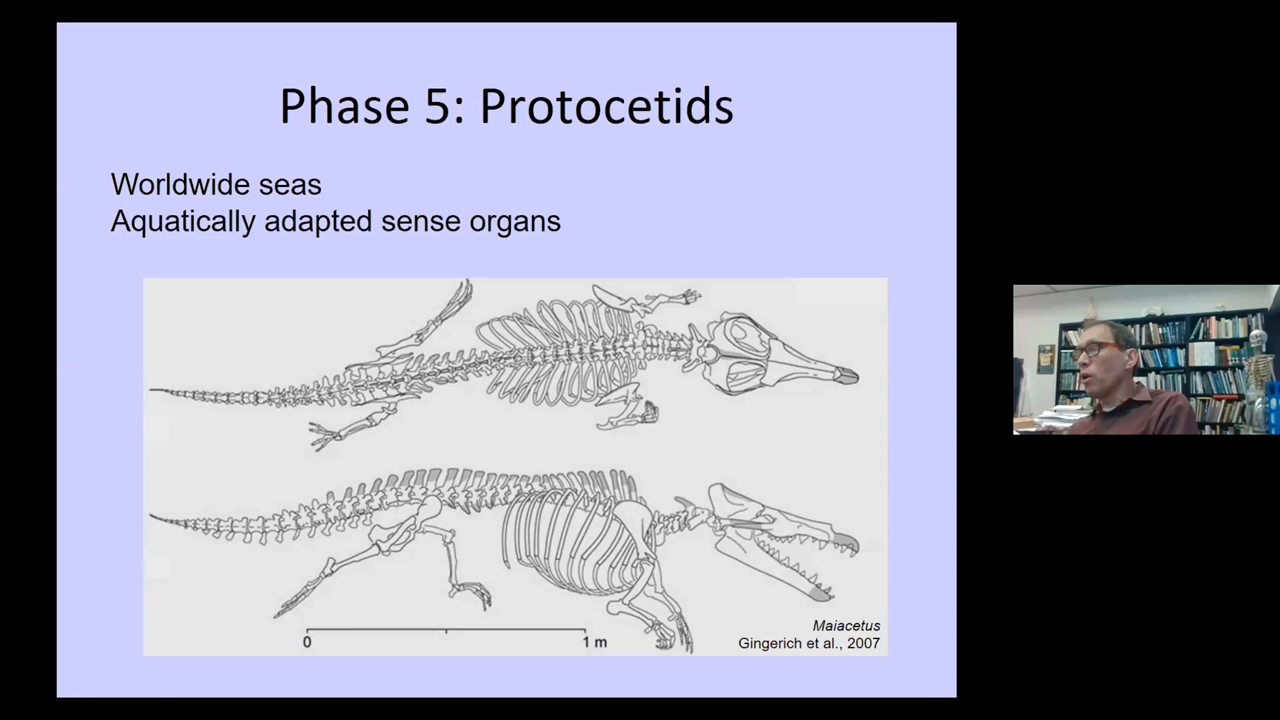 Phase 5: Protocetids
Worldwide seas
Aquatically adapted sense organs
0 1 m
Maiacetus
Gingerich et al., 2007